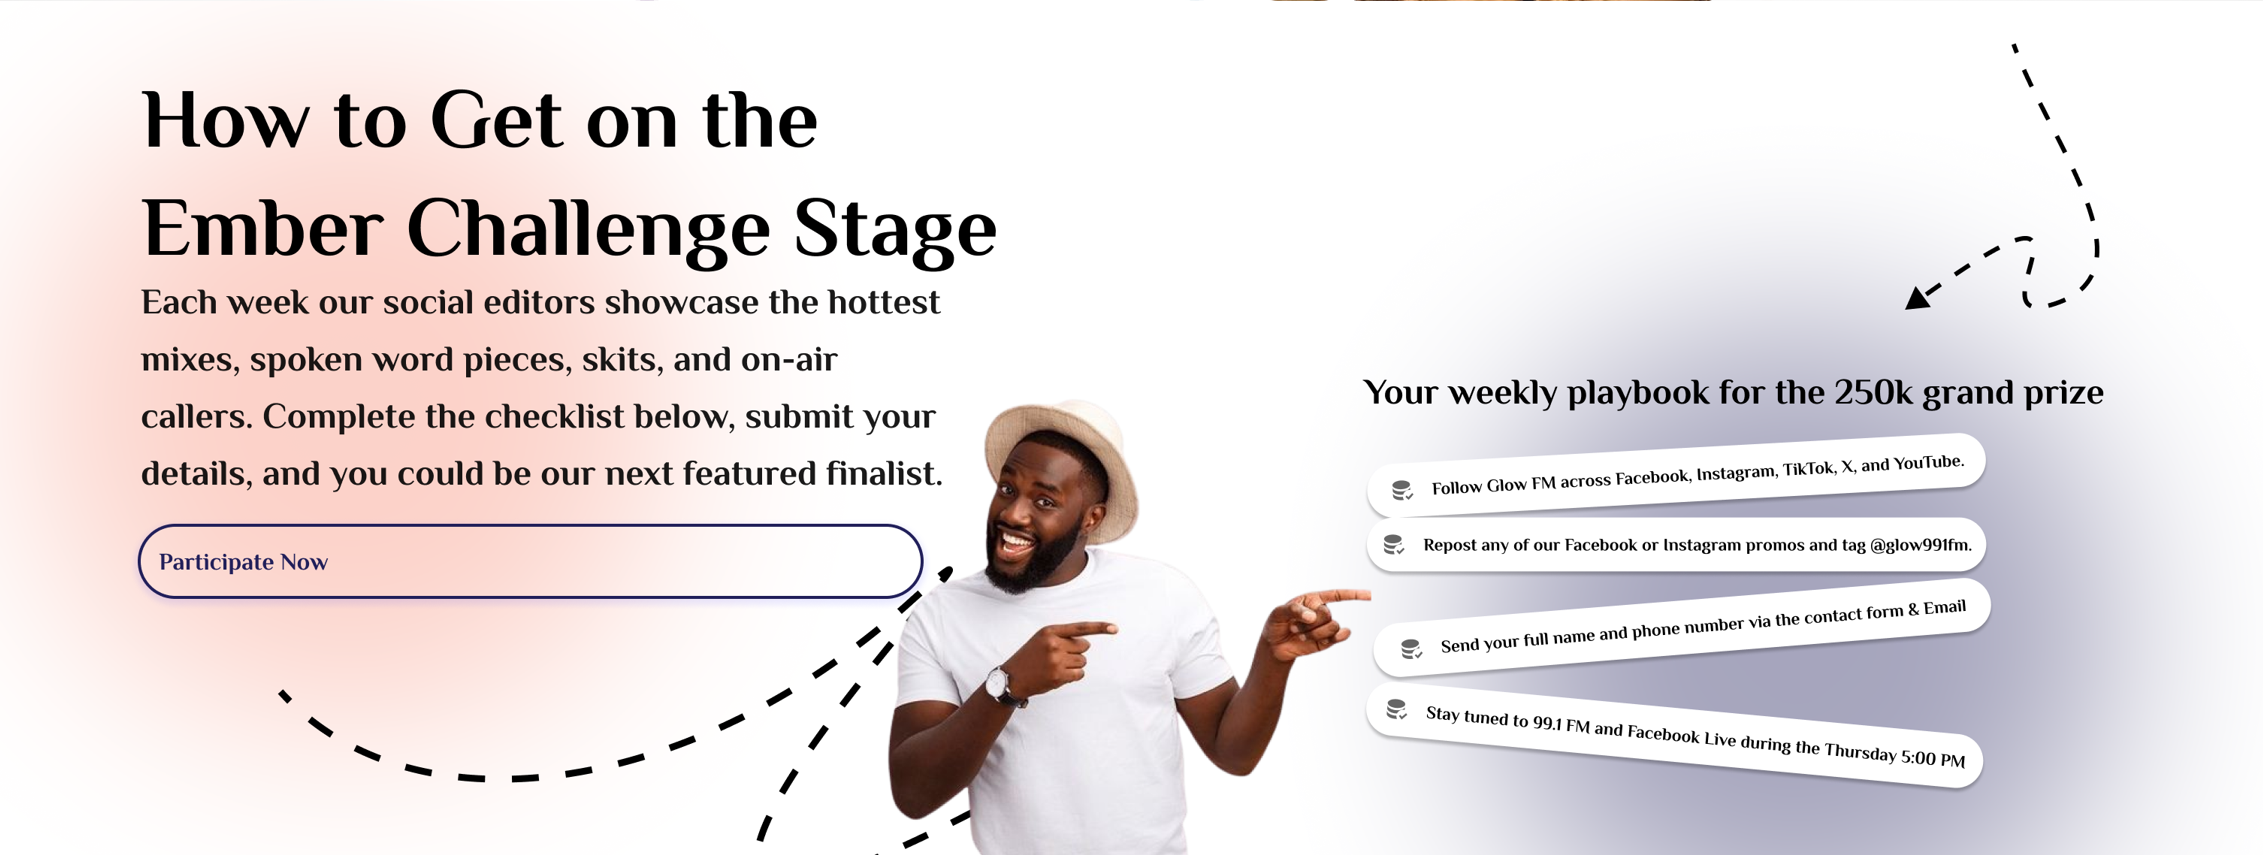 How to Get on the
Ember Challenge Stage
Each week our social editors showcase the hottest
mixes, spoken word pieces, skits, and on-air
callers. Complete the checklist below, submit your
details, and you could be our next featured finalist.
Participate Now
Your weekly playbook for the 250k grand prize
Follow Glow FM across Facebook, Instagram, TikTok, X, and YouTube.
Repost any of our Facebook or Instagram promos and tag @glow991fm.
Send your full name and phone number via the contact form & Email
Stay tuned to 99.1 FM and Facebook Live during the Thursday 5:00 PM